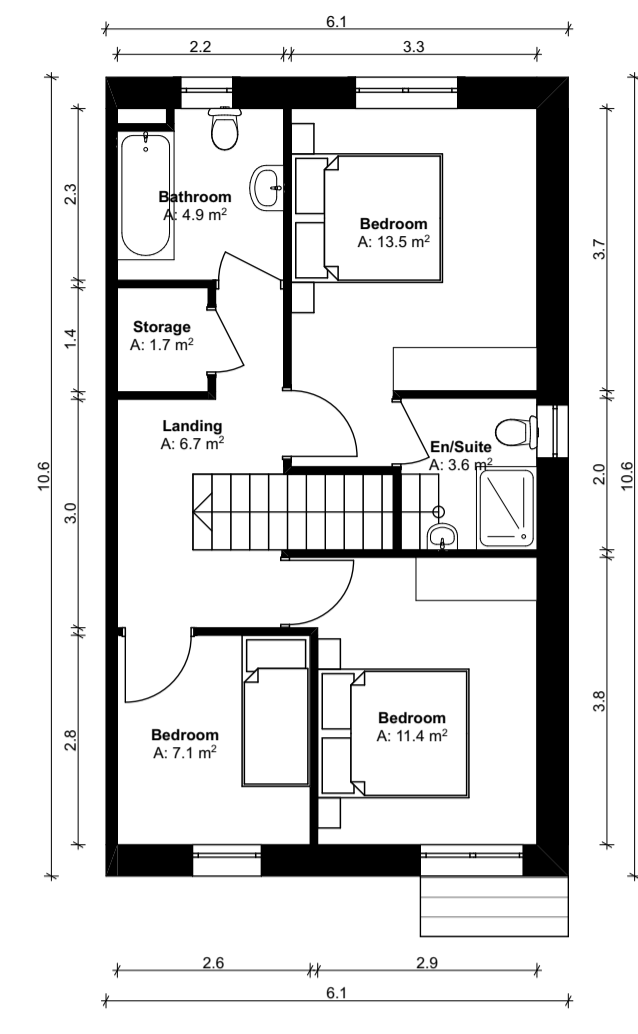 6.1
2.2
3.3
Bathroom
A: 4.9 m²
Bedroom
A: 13.5 m²
2.3
3.7
Storage
A: 1.7 m²
1.4
Landing
A: 6.7 m²
En/Suite
A: 3.6 m²
10.6
3.0
2.0
10.6
Bedroom
A: 7.1 m²
Bedroom
A: 11.4 m²
2.8
3.8
2.6
2.9
6.1